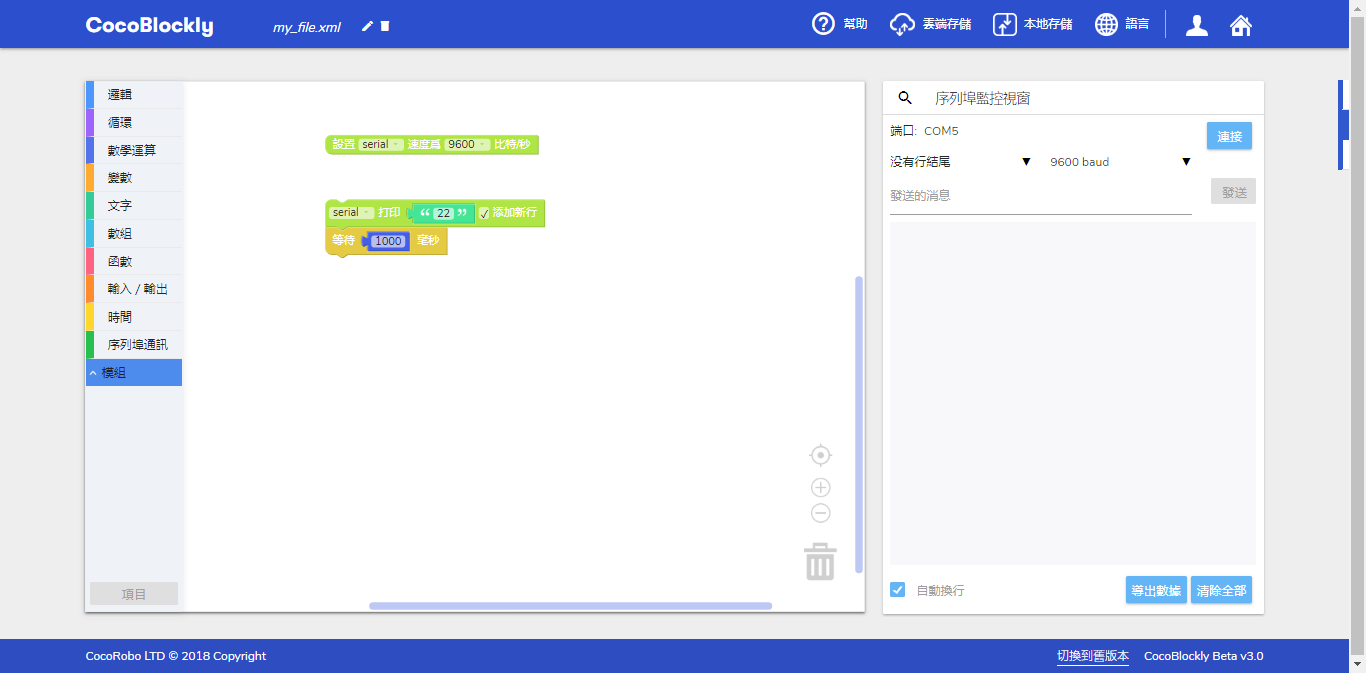 CocoBlockly
my_file.xml
幫助
雲端存儲
本地存儲
語言
邏輯
循環
數學運算
變數
文字
數組
函數
輸入 / 輸出
時間
序列埠通訊
模組
項目
設置 serial 速度爲 9600 比特/秒
serial 打印 “ 22 ” 添加新行
等待 1000 毫秒
序列埠監控視窗
端口: COM5
連接
没有行結尾
9600 baud
發送的消息
發送
自動換行
導出數據
清除全部
CocoRobo LTD © 2018 Copyright
切換到舊版本
CocoBlockly Beta v3.0